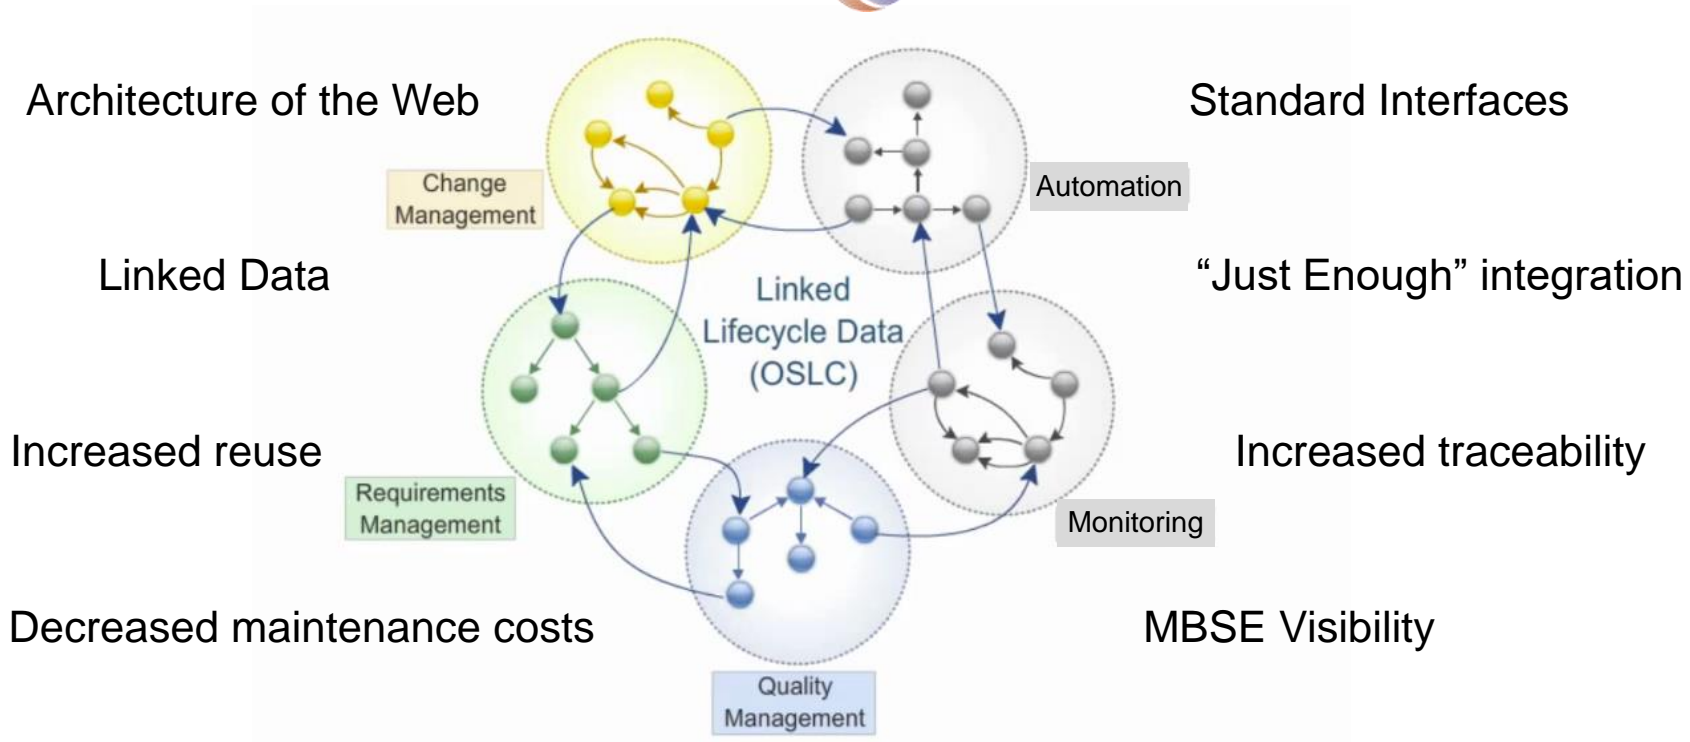 Architecture of the Web
Standard Interfaces
Change
Management
Automation
Linked Data
“Just Enough” integration
Linked
Lifecycle Data
(OSLC)
Increased reuse
Increased traceability
Requirements
Management
Monitoring
Decreased maintenance costs
MBSE Visibility
Quality
Management